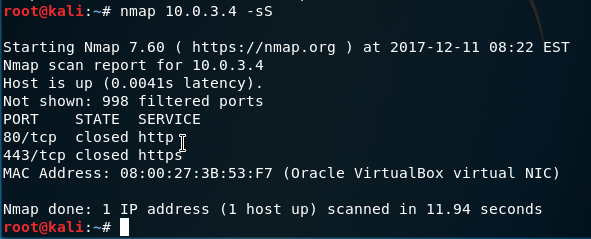 root@kali:~# nmap 10.0.3.4 -sS
Starting Nmap 7.60 ( https://nmap.org ) at 2017-12-11 08:22 EST
Nmap scan report for 10.0.3.4
Host is up (0.0041s latency).
Not shown: 998 filtered ports
PORT    STATE  SERVICE
80/tcp  closed http
443/tcp closed https
MAC Address: 08:00:27:3B:53:F7 (Oracle VirtualBox virtual NIC)
Nmap done: 1 IP address (1 host up) scanned in 11.94 seconds
root@kali:~#